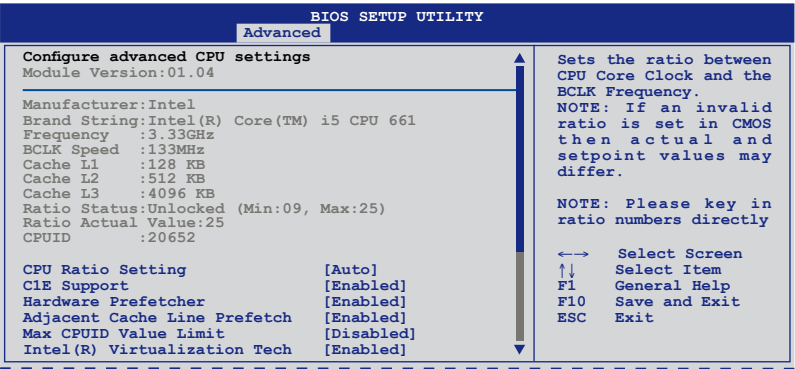 BIOS SETUP UTILITY
Advanced
Configure advanced CPU settings
Module Version:01.04
Manufacturer:Intel
Brand String:Intel(R) Core(TM) i5 CPU 661
Frequency :3.33GHz
BCLK Speed :133MHz
Cache L1 :128 KB
Cache L2 :512 KB
Cache L3 :4096 KB
Ratio Status:Unlocked (Min:09, Max:25)
Ratio Actual Value:25
CPUID :20652
CPU Ratio Setting [Auto]
C1E Support [Enabled]
Hardware Prefetcher [Enabled]
Adjacent Cache Line Prefetch [Enabled]
Max CPUID Value Limit [Disabled]
Intel(R) Virtualization Tech [Enabled]
Sets the ratio between
CPU Core Clock and the
BCLK Frequency.
NOTE: If an invalid
ratio is set in CMOS
then actual and
setpoint values may
differ.
NOTE: Please key in
ratio numbers directly
←→ Select Screen
↑↓ Select Item
F1 General Help
F10 Save and Exit
ESC Exit